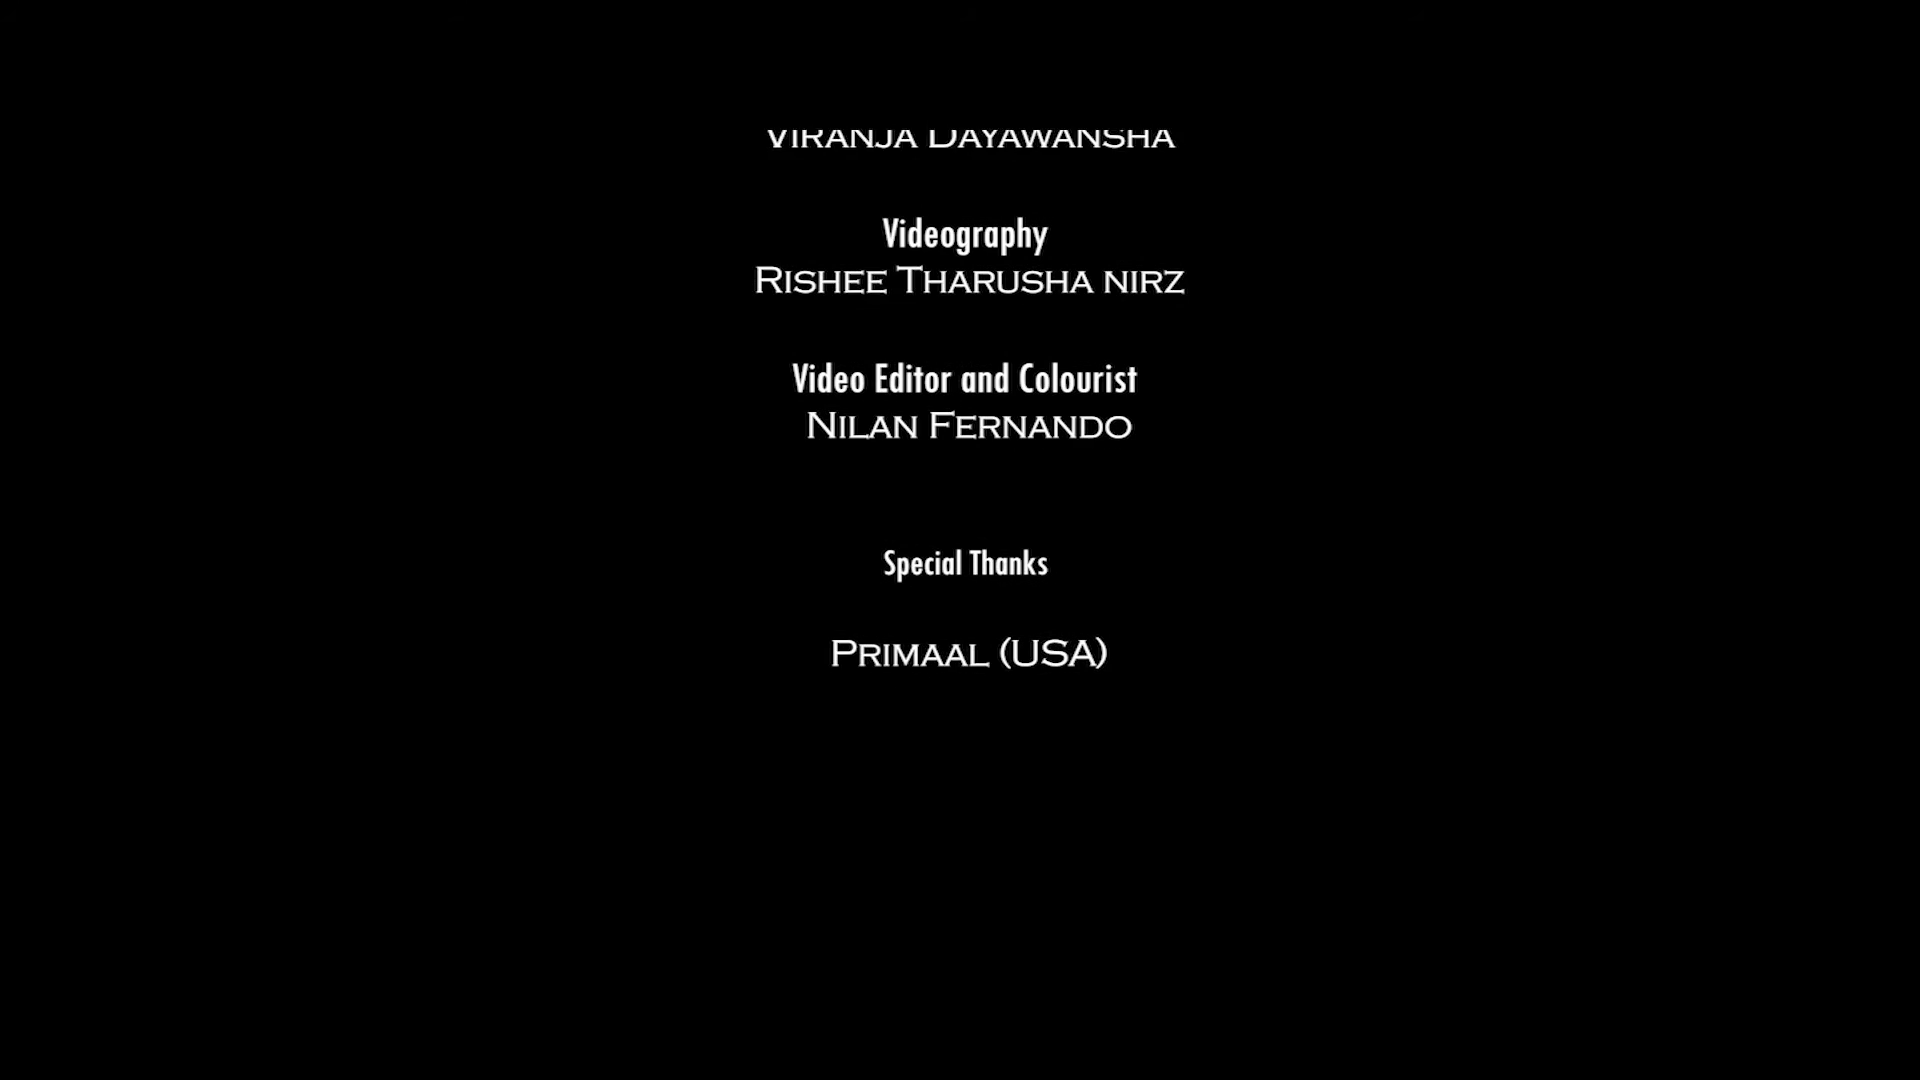 Viranja Dayawansha
Videography
Rishee Tharusha nirz
Video Editor and Colourist
Nilan Fernando
Special Thanks
Primaal (USA)